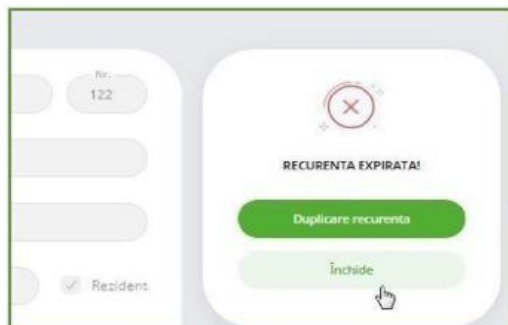 Nr.
122
RECURENTA EXPIRATA!
Duplicare recurenta
Închide
Rezident